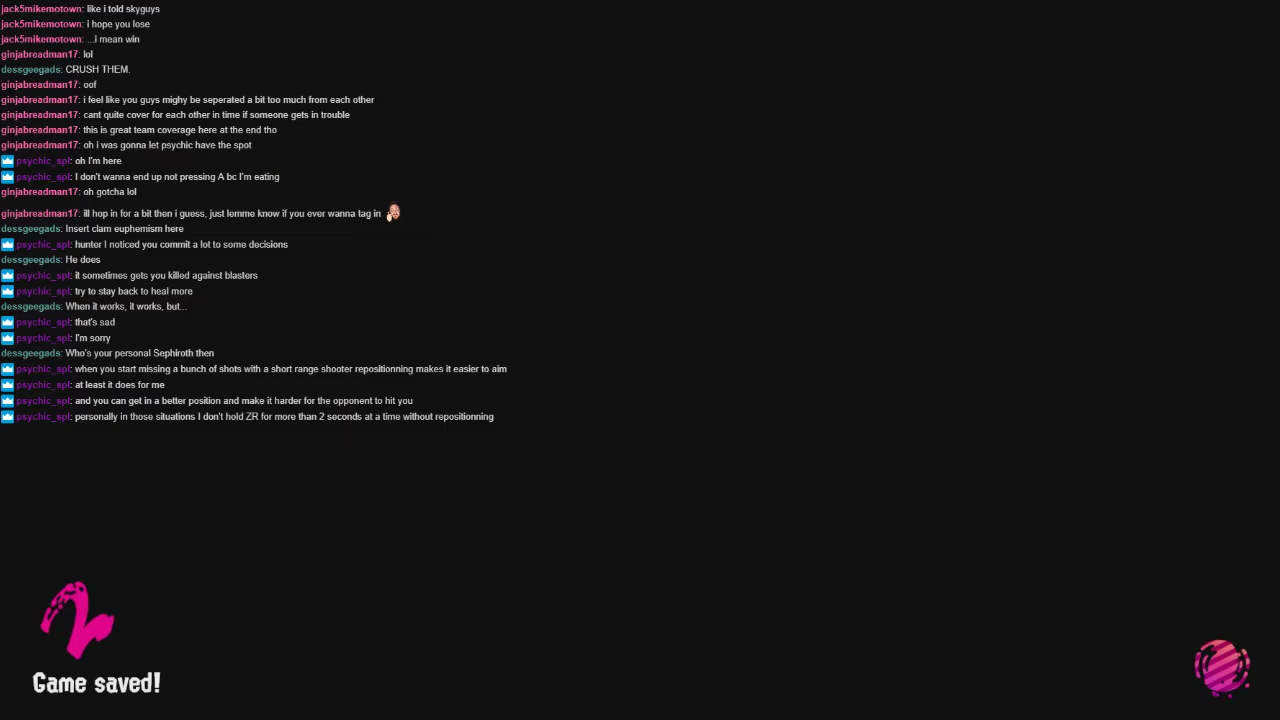 jack5mikemotown: like i told skyguys
jack5mikemotown: i hope you lose
jack5mikemotown: ...i mean win
ginjabreadman17: lol
dessgeegads: CRUSH THEM.
ginjabreadman17: oof
ginjabreadman17: i feel like you guys mighy be seperated a bit too much from each other
ginjabreadman17: cant quite cover for each other in time if someone gets in trouble
ginjabreadman17: this is great team coverage here at the end tho
ginjabreadman17: oh i was gonna let psychic have the spot
psychic_spl: oh I'm here
psychic_spl: I don't wanna end up not pressing A bc I'm eating
ginjabreadman17: oh gotcha lol
ginjabreadman17: ill hop in for a bit then i guess, just lemme know if you ever wanna tag in
dessgeegads: Insert clam euphemism here
psychic_spl: hunter I noticed you commit a lot to some decisions
dessgeegads: He does
psychic_spl: it sometimes gets you killed against blasters
psychic_spl: try to stay back to heal more
dessgeegads: When it works, it works, but...
psychic_spl: that's sad
psychic_spl: I'm sorry
dessgeegads: Who's your personal Sephiroth then
psychic_spl: when you start missing a bunch of shots with a short range shooter repositionning makes it easier to aim
psychic_spl: at least it does for me
psychic_spl: and you can get in a better position and make it harder for the opponent to hit you
psychic_spl: personally in those situations I don't hold ZR for more than 2 seconds at a time without repositionning
2
Game saved!